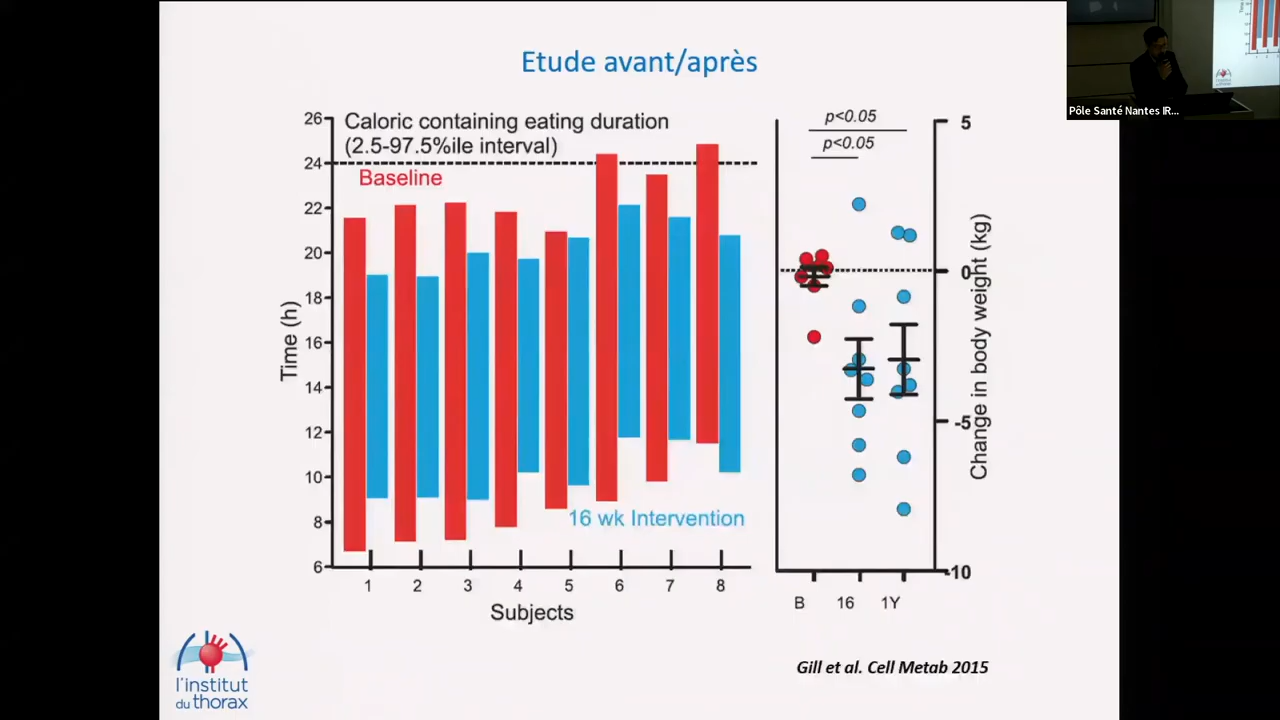 Etude avant/après
Caloric containing eating duration
(2.5-97.5%ile interval)
Baseline
16 wk Intervention
Time (h)
26
24
22
20
18
16
14
12
10
8
6
1 2 3 4 5 6 7 8
Subjects
p<0.05
p<0.05
5
0
-5
-10
Change in body weight (kg)
B 16 1Y
Gill et al. Cell Metab 2015
l'institut
du thorax
Pôle Santé Nantes IR...